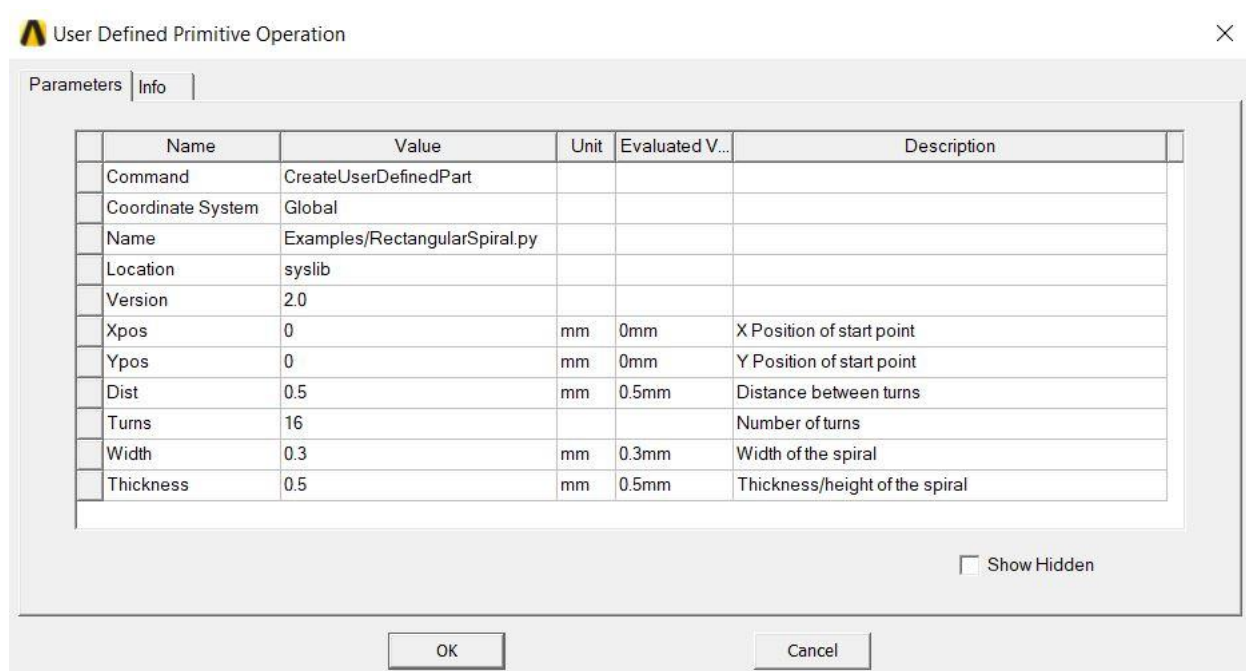 User Defined Primitive Operation
Parameters Info
Name Value Unit Evaluated V... Description
Command CreateUserDefinedPart
Coordinate System Global
Name Examples/RectangularSpiral.py
Location syslib
Version 2.0
Xpos 0 mm 0mm X Position of start point
Ypos 0 mm 0mm Y Position of start point
Dist 0.5 mm 0.5mm Distance between turns
Turns 16 Number of turns
Width 0.3 mm 0.3mm Width of the spiral
Thickness 0.5 mm 0.5mm Thickness/height of the spiral
Show Hidden
OK Cancel